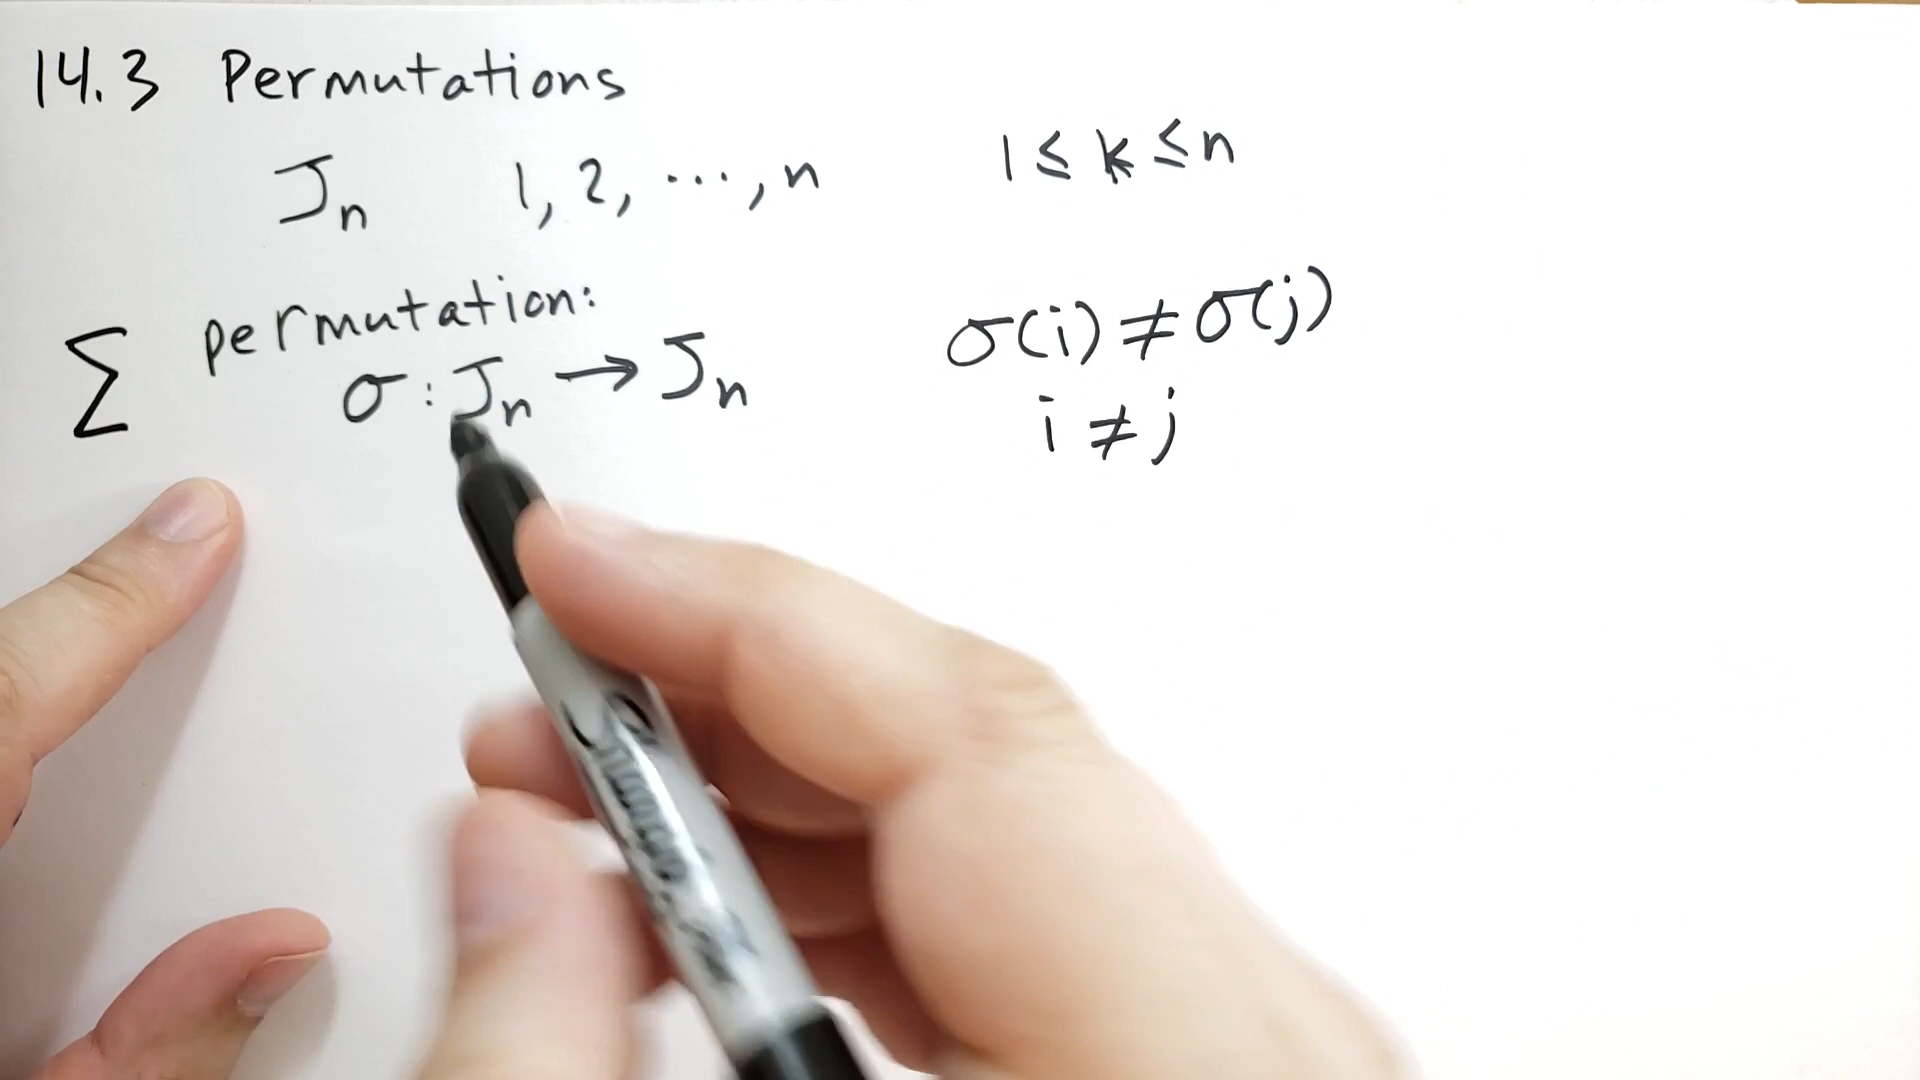 14.3 Permutations
J_n 1, 2, ..., n 1 ≤ k ≤ n
permutation: σ(i) ≠ σ(j)
Σ σ : J_n → J_n i ≠ j